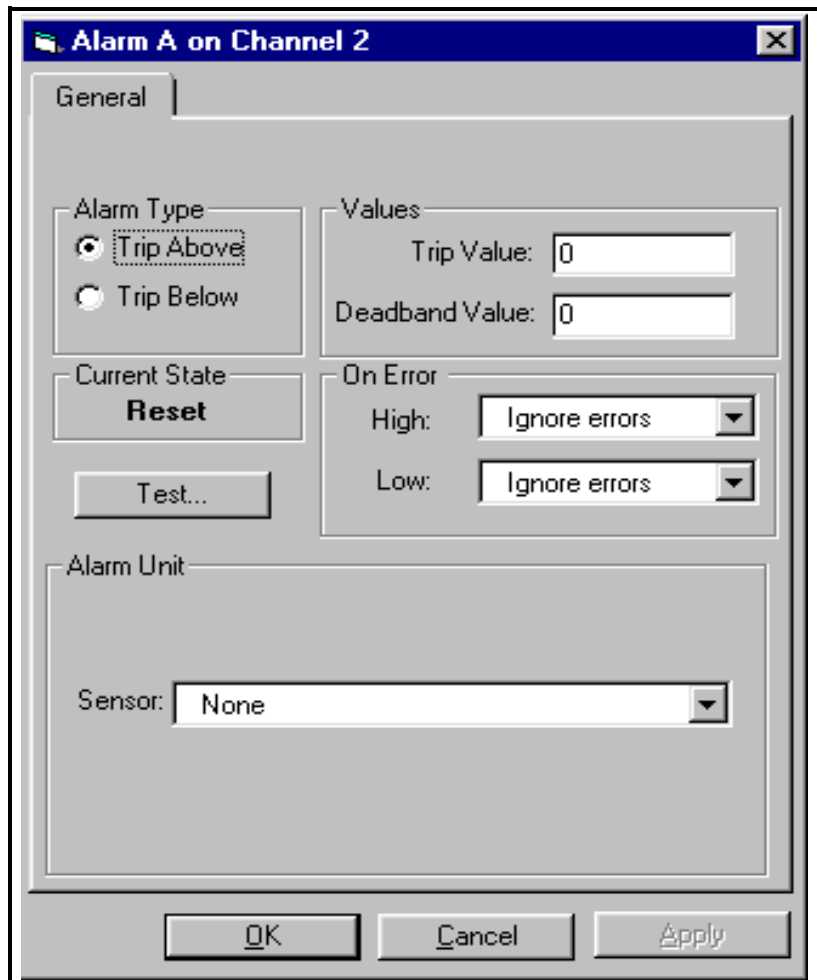 Alarm A on Channel 2
General
Alarm Type
Trip Above
Trip Below
Values
Trip Value: 0
Deadband Value: 0
Current State
Reset
On Error
High: Ignore errors
Low: Ignore errors
Test...
Alarm Unit
Sensor: None
OK
Cancel
Apply